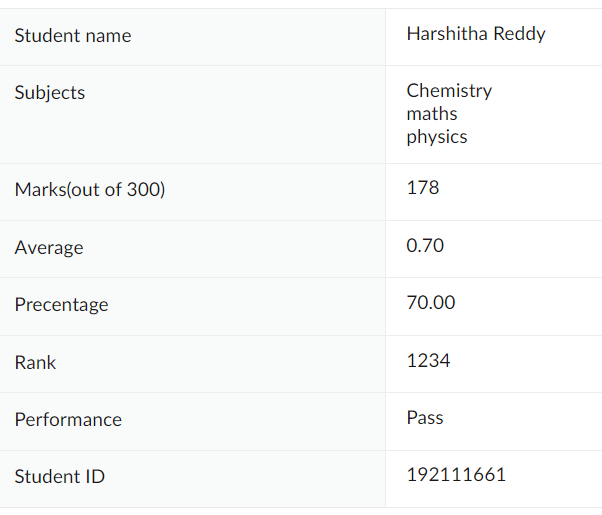 Student name
Harshitha Reddy
Subjects
Chemistry
maths
physics
Marks(out of 300)
178
Average
0.70
Precentage
70.00
Rank
1234
Performance
Pass
Student ID
192111661